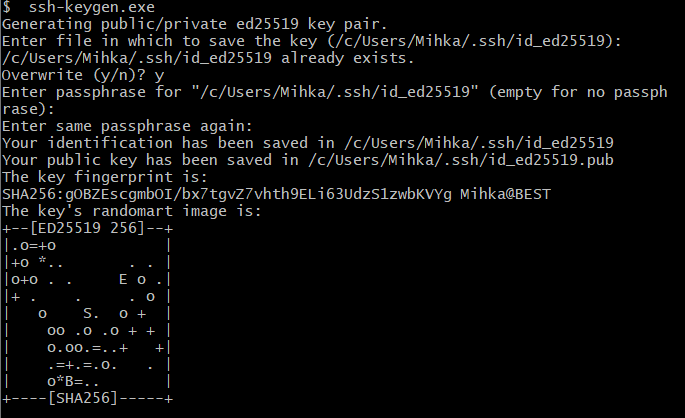 $  ssh-keygen.exe
Generating public/private ed25519 key pair.
Enter file in which to save the key (/c/Users/Mihka/.ssh/id_ed25519):
/c/Users/Mihka/.ssh/id_ed25519 already exists.
Overwrite (y/n)? y
Enter passphrase for "/c/Users/Mihka/.ssh/id_ed25519" (empty for no passph
rase):
Enter same passphrase again:
Your identification has been saved in /c/Users/Mihka/.ssh/id_ed25519
Your public key has been saved in /c/Users/Mihka/.ssh/id_ed25519.pub
The key fingerprint is:
SHA256:gOBZEscgmbOI/bx7tgvZ7vhth9ELi63UdzS1zwbKVYg Mihka@BEST
The key's randomart image is:
+--[ED25519 256]--+
|.o=+o            |
|+o *..       . . |
|o+o . .     E o .|
|+ .    .     . o |
|   o    S.  o +  |
|    oo .o .o + + |
|    o.oo.=..+   +|
|    .=+.=.o.   . |
|    o*B=..       |
+----[SHA256]-----+